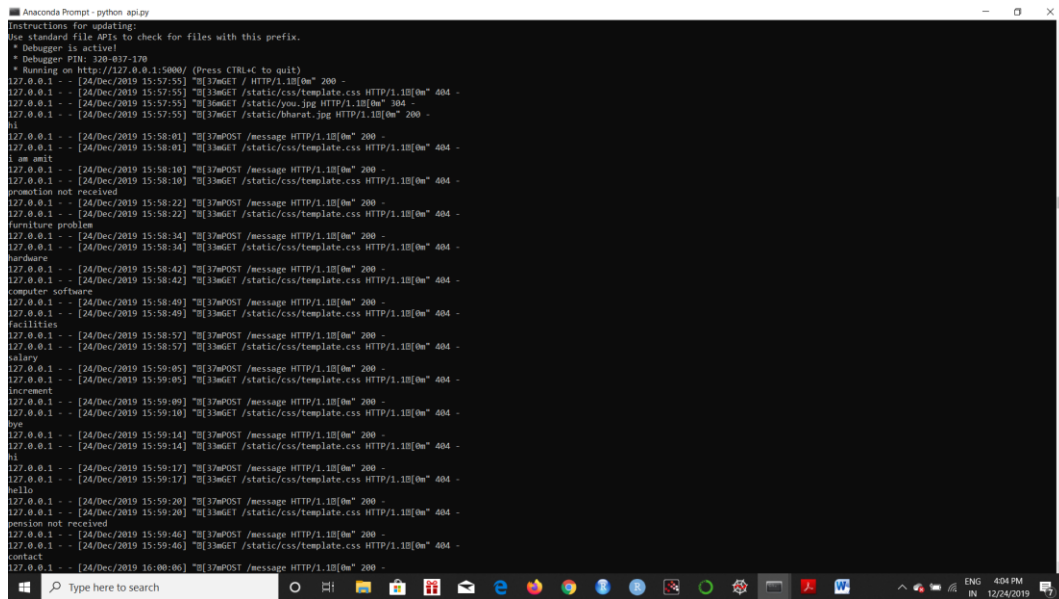 Anaconda Prompt - python api.py
Instructions for updating:
Use standard file APIs to check for files with this prefix.
* Debugger is active!
* Debugger PIN: 320-037-170
* Running on http://127.0.0.1:5000/ (Press CTRL+C to quit)
127.0.0.1 - - [24/Dec/2019 15:57:55] "[37mGET / HTTP/1.1[0m" 200 -
127.0.0.1 - - [24/Dec/2019 15:57:55] "[33mGET /static/css/template.css HTTP/1.1[0m" 404 -
127.0.0.1 - - [24/Dec/2019 15:57:55] "[36mGET /static/you.jpg HTTP/1.1[0m" 304 -
127.0.0.1 - - [24/Dec/2019 15:57:55] "[37mGET /static/bharat.jpg HTTP/1.1[0m" 200 -
hi
127.0.0.1 - - [24/Dec/2019 15:58:01] "[37mPOST /message HTTP/1.1[0m" 200 -
127.0.0.1 - - [24/Dec/2019 15:58:01] "[33mGET /static/css/template.css HTTP/1.1[0m" 404 -
i am amit
127.0.0.1 - - [24/Dec/2019 15:58:10] "[37mPOST /message HTTP/1.1[0m" 200 -
127.0.0.1 - - [24/Dec/2019 15:58:10] "[33mGET /static/css/template.css HTTP/1.1[0m" 404 -
promotion not received
127.0.0.1 - - [24/Dec/2019 15:58:22] "[37mPOST /message HTTP/1.1[0m" 200 -
127.0.0.1 - - [24/Dec/2019 15:58:22] "[33mGET /static/css/template.css HTTP/1.1[0m" 404 -
furniture problem
127.0.0.1 - - [24/Dec/2019 15:58:34] "[37mPOST /message HTTP/1.1[0m" 200 -
127.0.0.1 - - [24/Dec/2019 15:58:34] "[33mGET /static/css/template.css HTTP/1.1[0m" 404 -
hardware
127.0.0.1 - - [24/Dec/2019 15:58:42] "[37mPOST /message HTTP/1.1[0m" 200 -
127.0.0.1 - - [24/Dec/2019 15:58:42] "[33mGET /static/css/template.css HTTP/1.1[0m" 404 -
computer software
127.0.0.1 - - [24/Dec/2019 15:58:49] "[37mPOST /message HTTP/1.1[0m" 200 -
127.0.0.1 - - [24/Dec/2019 15:58:49] "[33mGET /static/css/template.css HTTP/1.1[0m" 404 -
facilities
127.0.0.1 - - [24/Dec/2019 15:58:57] "[37mPOST /message HTTP/1.1[0m" 200 -
127.0.0.1 - - [24/Dec/2019 15:58:57] "[33mGET /static/css/template.css HTTP/1.1[0m" 404 -
salary
127.0.0.1 - - [24/Dec/2019 15:59:05] "[37mPOST /message HTTP/1.1[0m" 200 -
127.0.0.1 - - [24/Dec/2019 15:59:05] "[33mGET /static/css/template.css HTTP/1.1[0m" 404 -
increment
127.0.0.1 - - [24/Dec/2019 15:59:09] "[37mPOST /message HTTP/1.1[0m" 200 -
127.0.0.1 - - [24/Dec/2019 15:59:10] "[33mGET /static/css/template.css HTTP/1.1[0m" 404 -
bye
127.0.0.1 - - [24/Dec/2019 15:59:14] "[37mPOST /message HTTP/1.1[0m" 200 -
127.0.0.1 - - [24/Dec/2019 15:59:14] "[33mGET /static/css/template.css HTTP/1.1[0m" 404 -
hi
127.0.0.1 - - [24/Dec/2019 15:59:17] "[37mPOST /message HTTP/1.1[0m" 200 -
127.0.0.1 - - [24/Dec/2019 15:59:17] "[33mGET /static/css/template.css HTTP/1.1[0m" 404 -
hello
127.0.0.1 - - [24/Dec/2019 15:59:20] "[37mPOST /message HTTP/1.1[0m" 200 -
127.0.0.1 - - [24/Dec/2019 15:59:20] "[33mGET /static/css/template.css HTTP/1.1[0m" 404 -
pension not received
127.0.0.1 - - [24/Dec/2019 15:59:46] "[37mPOST /message HTTP/1.1[0m" 200 -
127.0.0.1 - - [24/Dec/2019 15:59:46] "[33mGET /static/css/template.css HTTP/1.1[0m" 404 -
contact
127.0.0.1 - - [24/Dec/2019 16:00:06] "[37mPOST /message HTTP/1.1[0m" 200 -
Type here to search
ENG 4:04 PM
IN 12/24/2019